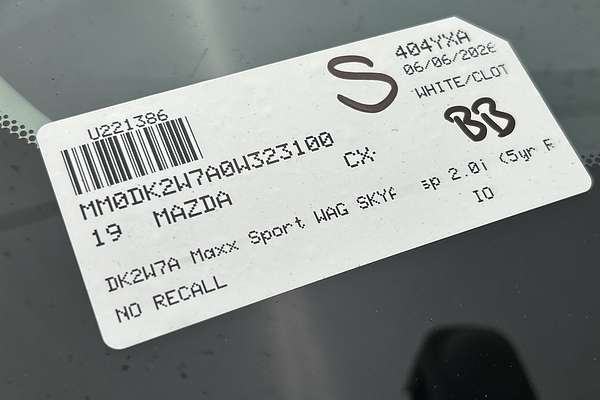 U221386
S
404YXA
06/06/2026
WHITE/CLOT
BB
MM0DK2W7A0W323100
19 MAZDA CX-
DK2W7A Maxx Sport WAG SKYA sp 2.0i (5yr
IO
NO RECALL